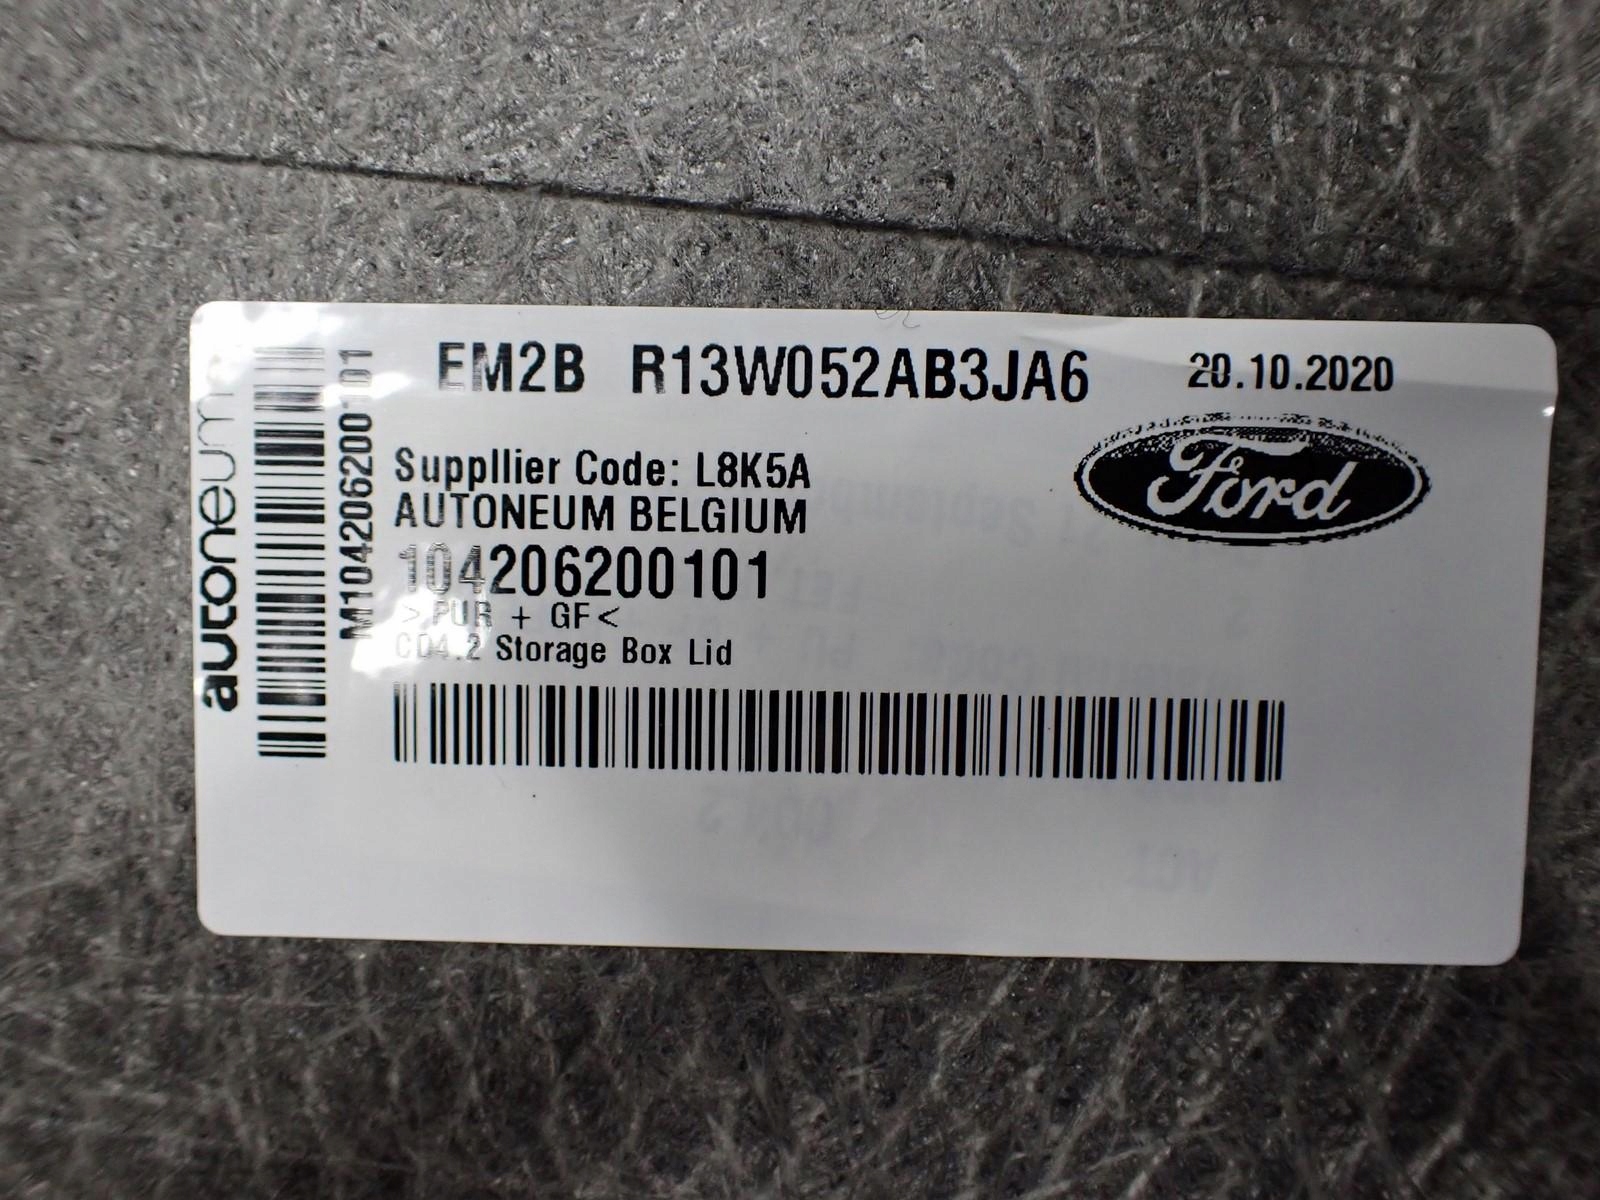 EM2B R13W052AB3JA6 20.10.2020
Ford
Suppllier Code: L8K5A
AUTONEUM BELGIUM
104206200101
>PUR + GF<
CD4.2 Storage Box Lid
autoneum
M104206200101